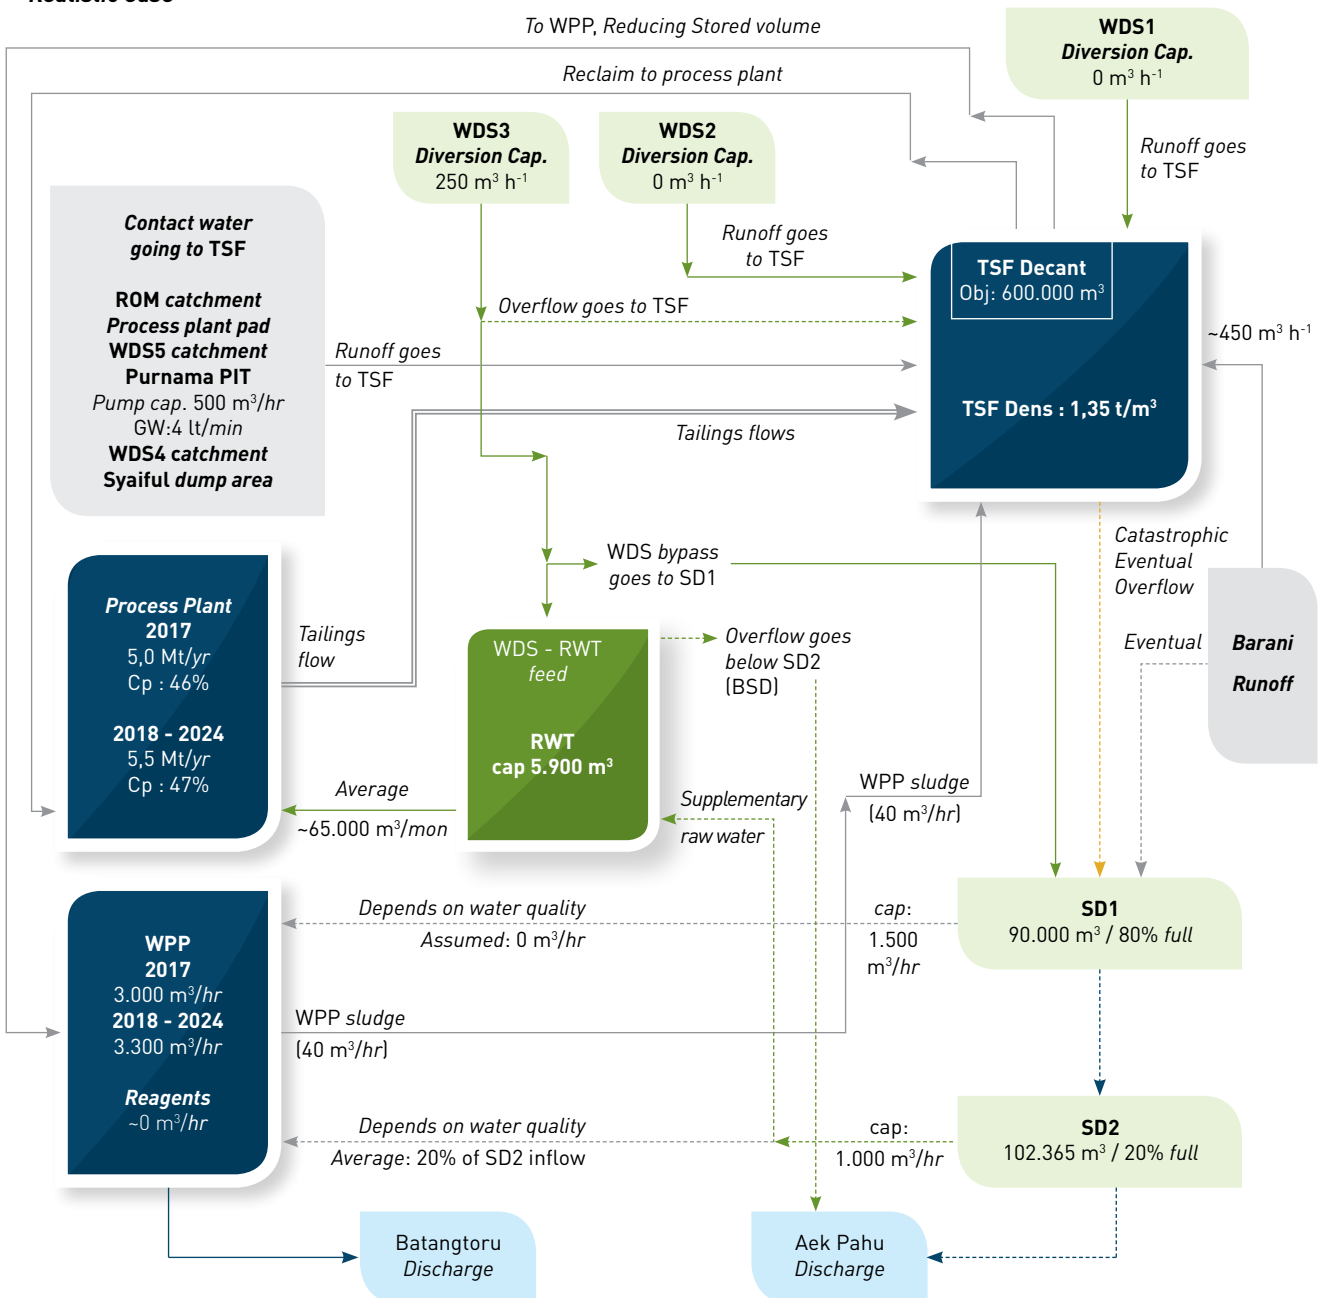 To WPP, Reducing Stored volume
WDS1
Diversion Cap.
0 m³ h⁻¹
Reclaim to process plant
WDS3
Diversion Cap.
250 m³ h⁻¹
WDS2
Diversion Cap.
0 m³ h⁻¹
Runoff goes
to TSF
Contact water
going to TSF
ROM catchment
Process plant pad
WDS5 catchment
Purnama PIT
Pump cap. 500 m³/hr
GW:4 lt/min
WDS4 catchment
Syaiful dump area
Runoff goes
to TSF
Overflow goes to TSF
Runoff goes
to TSF
Tailings flows
TSF Decant
Obj: 600.000 m³
TSF Dens : 1,35 t/m³
~450 m³ h⁻¹
Catastrophic
Eventual
Overflow
Eventual
Barani
Runoff
WDS bypass
goes to SD1
Process Plant
2017
5,0 Mt/yr
Cp : 46%
2018 - 2024
5,5 Mt/yr
Cp : 47%
Tailings
flow
WDS - RWT
feed
RWT
cap 5.900 m³
Overflow goes
below SD2
(BSD)
Average
~65.000 m³/mon
Supplementary
raw water
WPP sludge
(40 m³/hr)
WPP
2017
3.000 m³/hr
2018 - 2024
3.300 m³/hr
Reagents
~0 m³/hr
Depends on water quality
Assumed: 0 m³/hr
cap:
1.500
m³/hr
SD1
90.000 m³ / 80% full
WPP sludge
(40 m³/hr)
Depends on water quality
Average: 20% of SD2 inflow
cap:
1.000 m³/hr
SD2
102.365 m³ / 20% full
Batangtoru
Discharge
Aek Pahu
Discharge